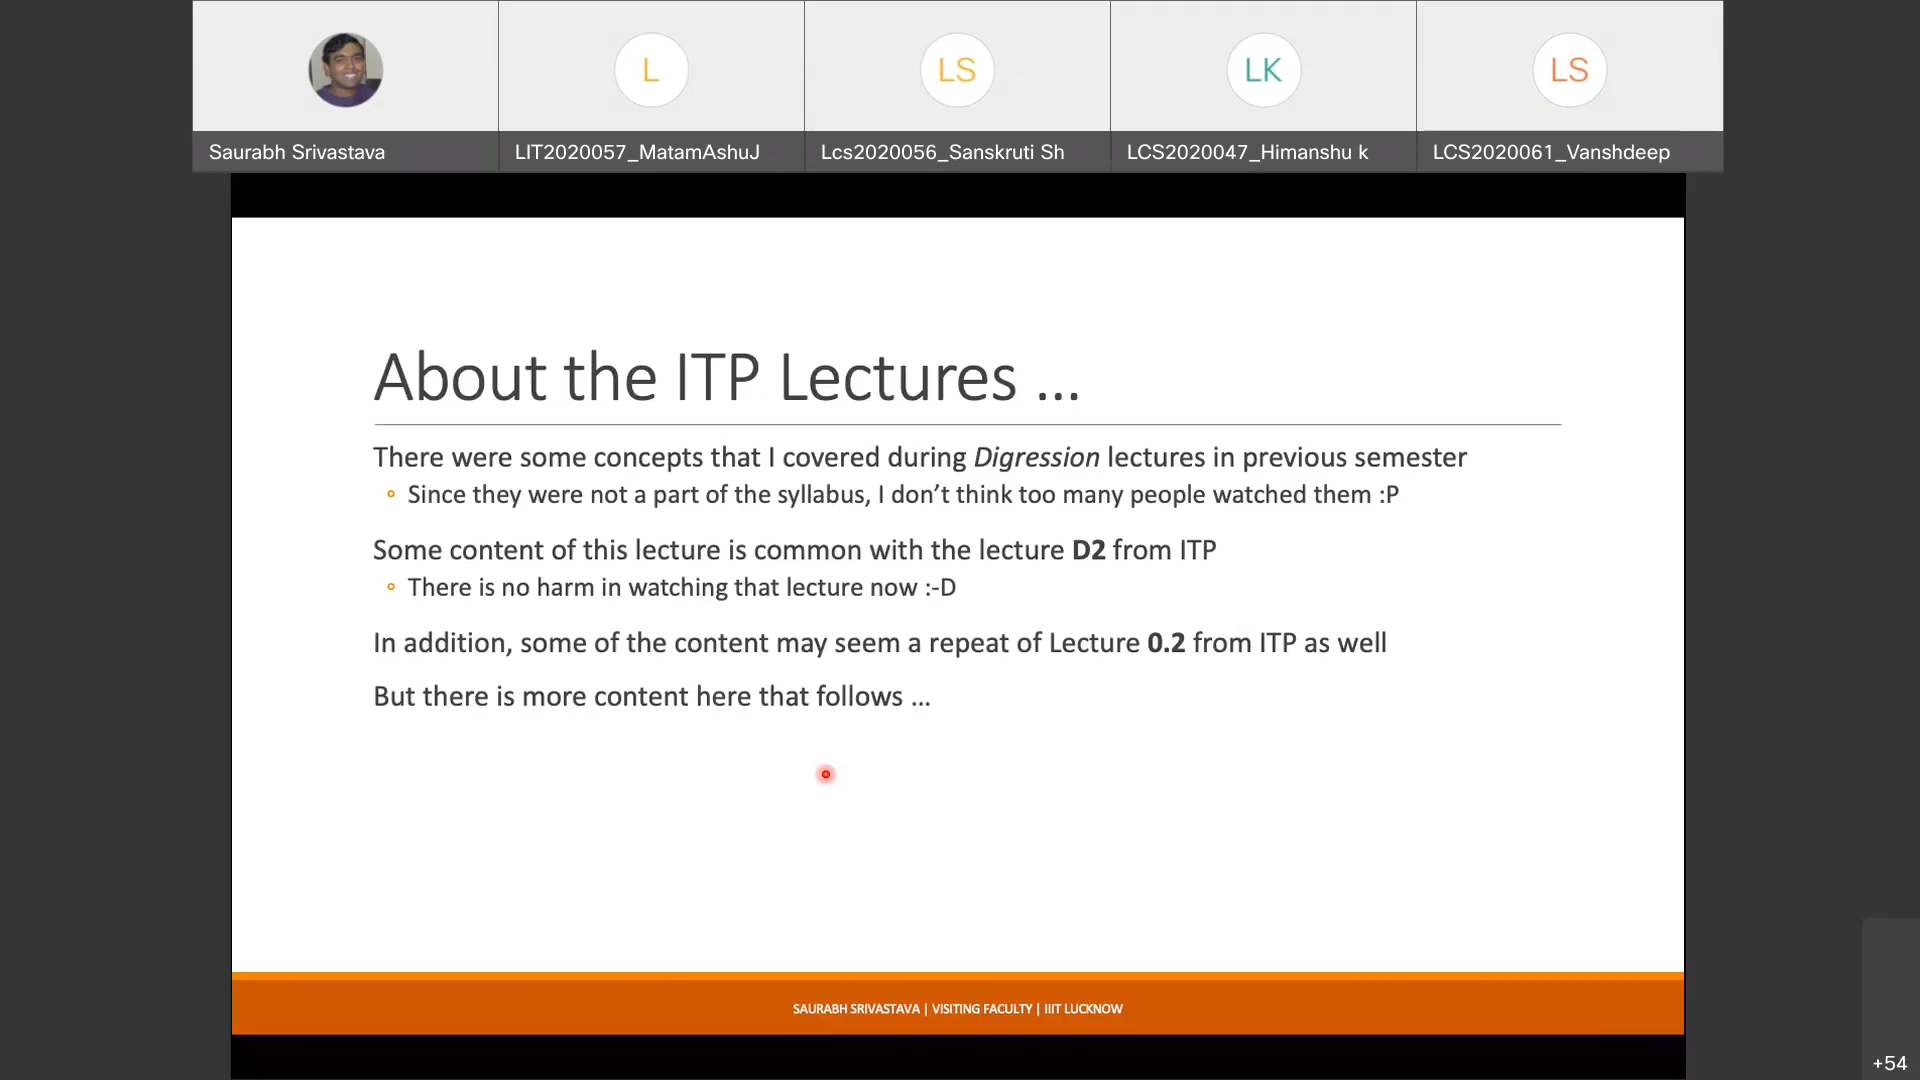 L
LS
LK
LS
Saurabh Srivastava
LIT2020057_MatamAshuJ
Lcs2020056_Sanskruti Sh
LCS2020047_Himanshu k
LCS2020061_Vanshdeep
About the ITP Lectures ...
There were some concepts that I covered during Digression lectures in previous semester
Since they were not a part of the syllabus, I don’t think too many people watched them :P
Some content of this lecture is common with the lecture D2 from ITP
There is no harm in watching that lecture now :-D
In addition, some of the content may seem a repeat of Lecture 0.2 from ITP as well
But there is more content here that follows ...
SAURABH SRIVASTAVA | VISITING FACULTY | IIIT LUCKNOW
+54